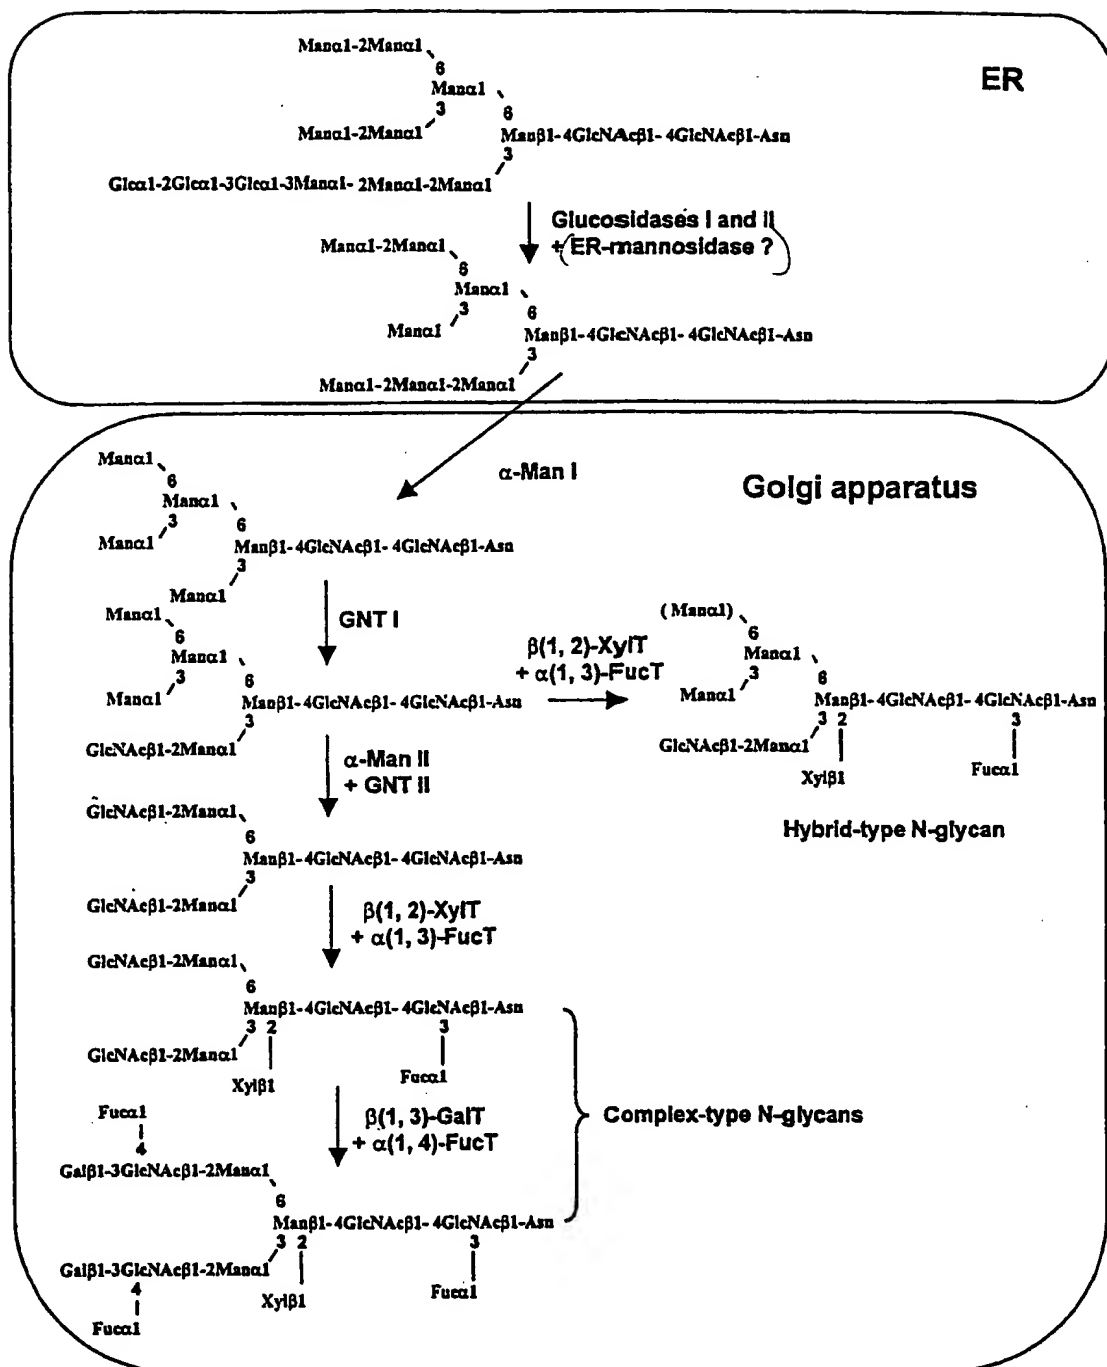 ER
Manα1-2Manα1
6
Manα1
3
6
Manα1-2Manα1
Manβ1-4GlcNAcβ1-4GlcNAcβ1-Asn
3
Glcα1-2Glcα1-3Glcα1-3Manα1-2Manα1-2Manα1
Glucosidases I and II
+ (ER-mannosidase ?)
Manα1-2Manα1
6
Manα1
3
6
Manα1
Manβ1-4GlcNAcβ1-4GlcNAcβ1-Asn
3
Manα1-2Manα1-2Manα1
α-Man I
Golgi apparatus
Manα1
6
Manα1
3
6
Manα1
Manβ1-4GlcNAcβ1-4GlcNAcβ1-Asn
3
Manα1
GNT I
Manα1
6
Manα1
3
6
Manα1
Manβ1-4GlcNAcβ1-4GlcNAcβ1-Asn
3
GlcNAcβ1-2Manα1
β(1, 2)-XylT
+ α(1, 3)-FucT
(Manα1)
6
Manα1
3
6
Manα1
Manβ1-4GlcNAcβ1-4GlcNAcβ1-Asn
3 2
3
GlcNAcβ1-2Manα1
Xylβ1
Fucα1
Hybrid-type N-glycan
α-Man II
+ GNT II
GlcNAcβ1-2Manα1
6
Manβ1-4GlcNAcβ1-4GlcNAcβ1-Asn
3
GlcNAcβ1-2Manα1
β(1, 2)-XylT
+ α(1, 3)-FucT
GlcNAcβ1-2Manα1
6
Manβ1-4GlcNAcβ1-4GlcNAcβ1-Asn
3 2
3
GlcNAcβ1-2Manα1
Xylβ1
Fucα1
β(1, 3)-GalT
+ α(1, 4)-FucT
Complex-type N-glycans
Fucα1
4
Galβ1-3GlcNAcβ1-2Manα1
6
Manβ1-4GlcNAcβ1-4GlcNAcβ1-Asn
3 2
3
Galβ1-3GlcNAcβ1-2Manα1
4
Xylβ1
Fucα1
Fucα1